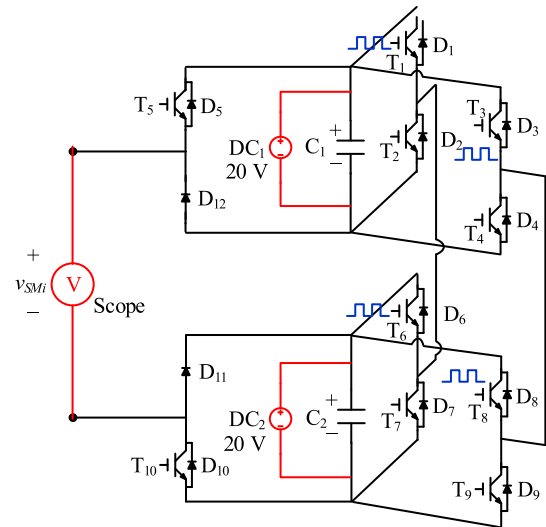 D₁
T₁
T₅
D₅
DC₁
20 V
C₁
+
−
T₂
D₂
T₃
D₃
D₁₂
T₄
D₄
+
v_SMi
−
V
Scope
T₆
D₆
D₁₁
DC₂
20 V
C₂
+
−
T₇
D₇
T₈
D₈
T₁₀
D₁₀
T₉
D₉